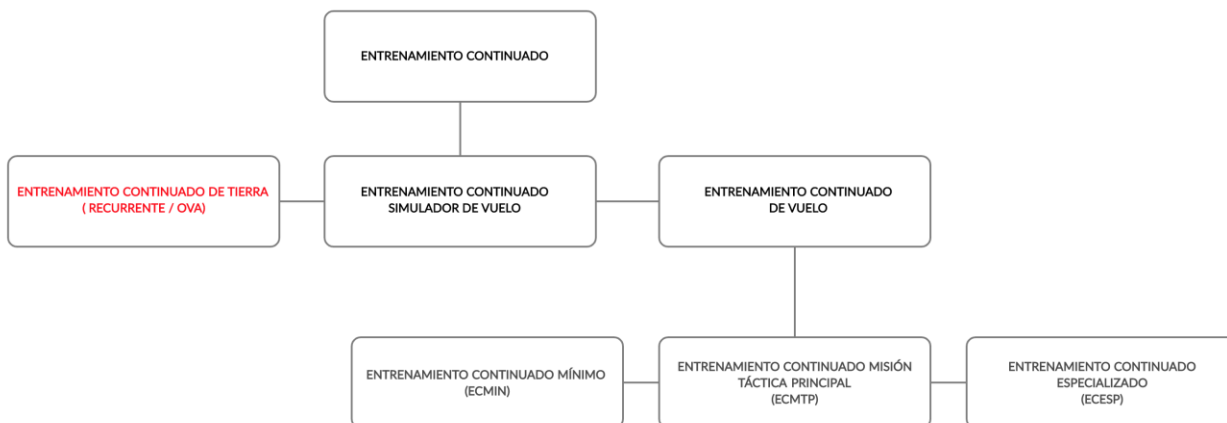 ENTRENAMIENTO CONTINUADO
ENTRENAMIENTO CONTINUADO DE TIERRA
( RECURRENTE / OVA)
ENTRENAMIENTO CONTINUADO
SIMULADOR DE VUELO
ENTRENAMIENTO CONTINUADO
DE VUELO
ENTRENAMIENTO CONTINUADO MÍNIMO
(ECMIN)
ENTRENAMIENTO CONTINUADO MISIÓN
TÁCTICA PRINCIPAL
(ECMTP)
ENTRENAMIENTO CONTINUADO
ESPECIALIZADO
(ECESP)